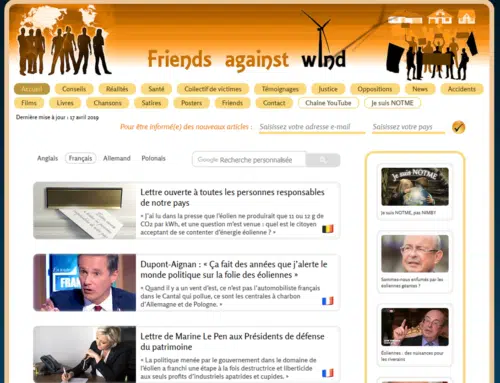 Friends against wind
Accueil Conseils Réalités Santé Collectif de victimes Témoignages Justice Oppositions News Accidents
Films Livres Chansons Satires Posters Friends Contact Chaîne YouTube Je suis NOTME
Dernière mise à jour : 17 avril 2019
Pour être informé(e) des nouveaux articles : Saisissez votre adresse e-mail Saisissez votre pays
Anglais Français Allemand Polonais
Google Recherche personnalisée
Lettre ouverte à toutes les personnes responsables
de notre pays
« J'ai lu dans la presse que l'éolien ne produirait que 11 ou 12 g de
CO2 par kWh, et une question m'est venue : quel est le citoyen
acceptant de se contenter d'énergie éolienne ? »
Dupont-Aignan : « Ça fait des années que j'alerte le
monde politique sur la folie des éoliennes »
« Quand il y a un vent d'est, ce n'est pas l'automobiliste français
dans le Cantal qui pollue, ce sont les centrales à charbon
d'Allemagne et de Pologne. »
Lettre de Marine Le Pen aux Présidents de défense
du patrimoine
« La politique menée par le gouvernement dans le domaine de
l'éolien a franchi une étape à la fois destructrice et liberticide
aux seuls profits d'industriels apatrides et cupides. »
Je suis NOTME
Je suis NOTME, pas NIMBY!
Sommes-nous enfumés par les
éoliennes géantes ?
Éoliennes : des nuisances pour
les riverains